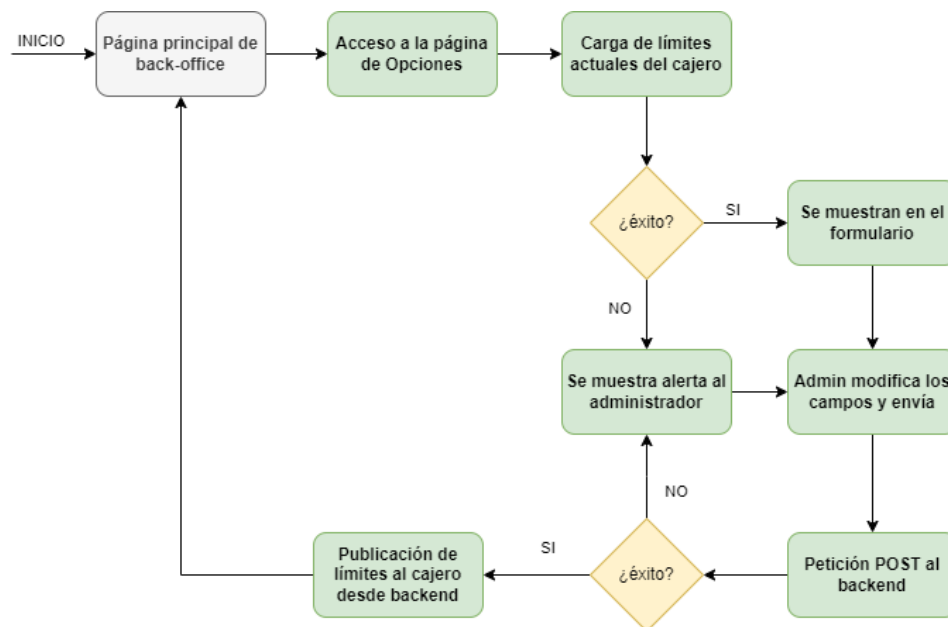 INICIO
Página principal de
back-office
Acceso a la página
de Opciones
Carga de límites
actuales del cajero
¿éxito?
SI
Se muestran en el
formulario
NO
Se muestra alerta al
administrador
Admin modifica los
campos y envía
NO
Publicación de
límites al cajero
desde backend
SI
¿éxito?
Petición POST al
backend